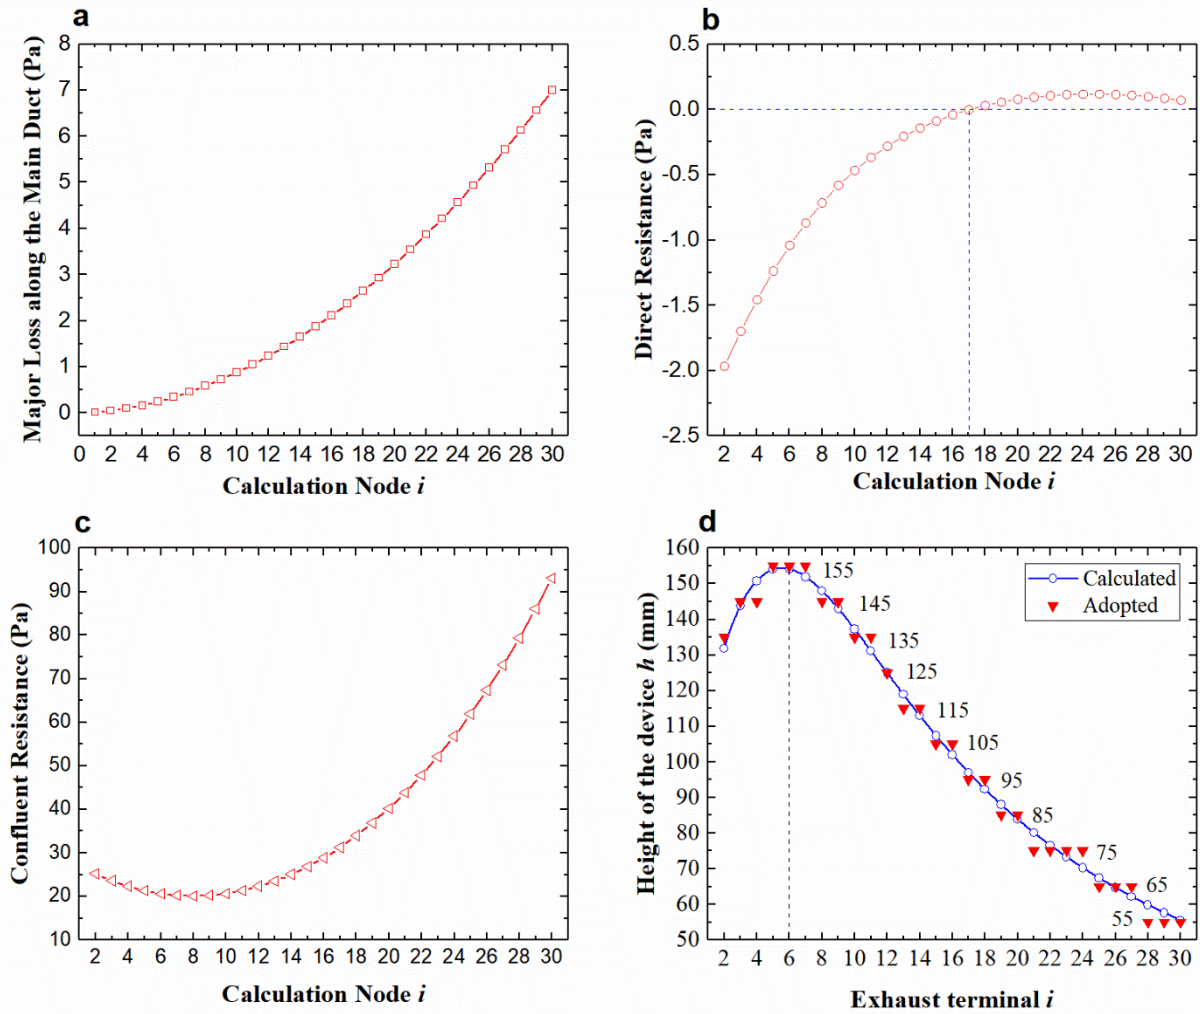 a
Major Loss along the Main Duct (Pa)
8
7
6
5
4
3
2
1
0
0 2 4 6 8 10 12 14 16 18 20 22 24 26 28 30
Calculation Node i
b
Direct Resistance (Pa)
0.5
0.0
-0.5
-1.0
-1.5
-2.0
-2.5
2 4 6 8 10 12 14 16 18 20 22 24 26 28 30
Calculation Node i
c
Confluent Resistance (Pa)
100
90
80
70
60
50
40
30
20
10
2 4 6 8 10 12 14 16 18 20 22 24 26 28 30
Calculation Node i
d
Height of the device h (mm)
160
150
140
130
120
110
100
90
80
70
60
50
Calculated
Adopted
155
145
135
125
115
105
95
85
75
65
55
2 4 6 8 10 12 14 16 18 20 22 24 26 28 30
Exhaust terminal i